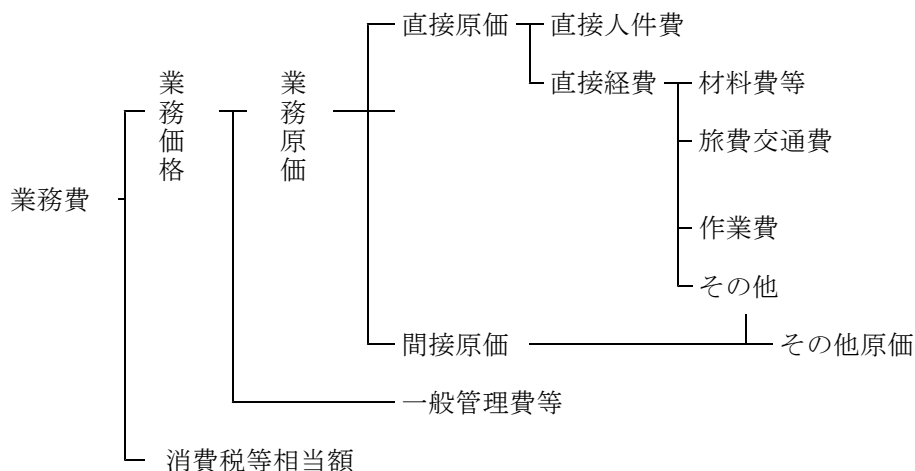 直接原価
直接人件費
業務価格
業務原価
直接経費
材料費等
旅費交通費
業務費
作業費
その他
間接原価
その他原価
一般管理費等
消費税等相当額